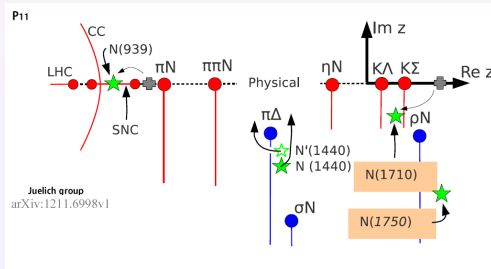 P11
CC
N(939)
LHC
πN
ππN
SNC
Physical
ηN
Im z
KΛ
KΣ
Re z
πΔ
N'(1440)
N (1440)
σN
ρN
N(1710)
N(1750)
Juelich group
arXiv:1211.6998v1